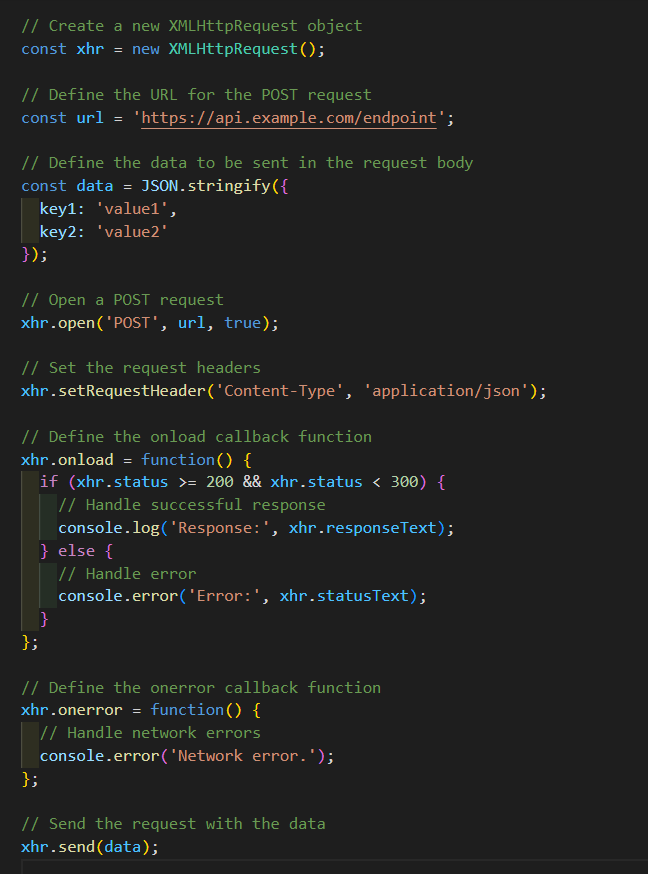 // Create a new XMLHttpRequest object
const xhr = new XMLHttpRequest();
// Define the URL for the POST request
const url = 'https://api.example.com/endpoint';
// Define the data to be sent in the request body
const data = JSON.stringify({
  key1: 'value1',
  key2: 'value2'
});
// Open a POST request
xhr.open('POST', url, true);
// Set the request headers
xhr.setRequestHeader('Content-Type', 'application/json');
// Define the onload callback function
xhr.onload = function() {
  if (xhr.status >= 200 && xhr.status < 300) {
    // Handle successful response
    console.log('Response:', xhr.responseText);
  } else {
    // Handle error
    console.error('Error:', xhr.statusText);
  }
};
// Define the onerror callback function
xhr.onerror = function() {
  // Handle network errors
  console.error('Network error.');
};
// Send the request with the data
xhr.send(data);